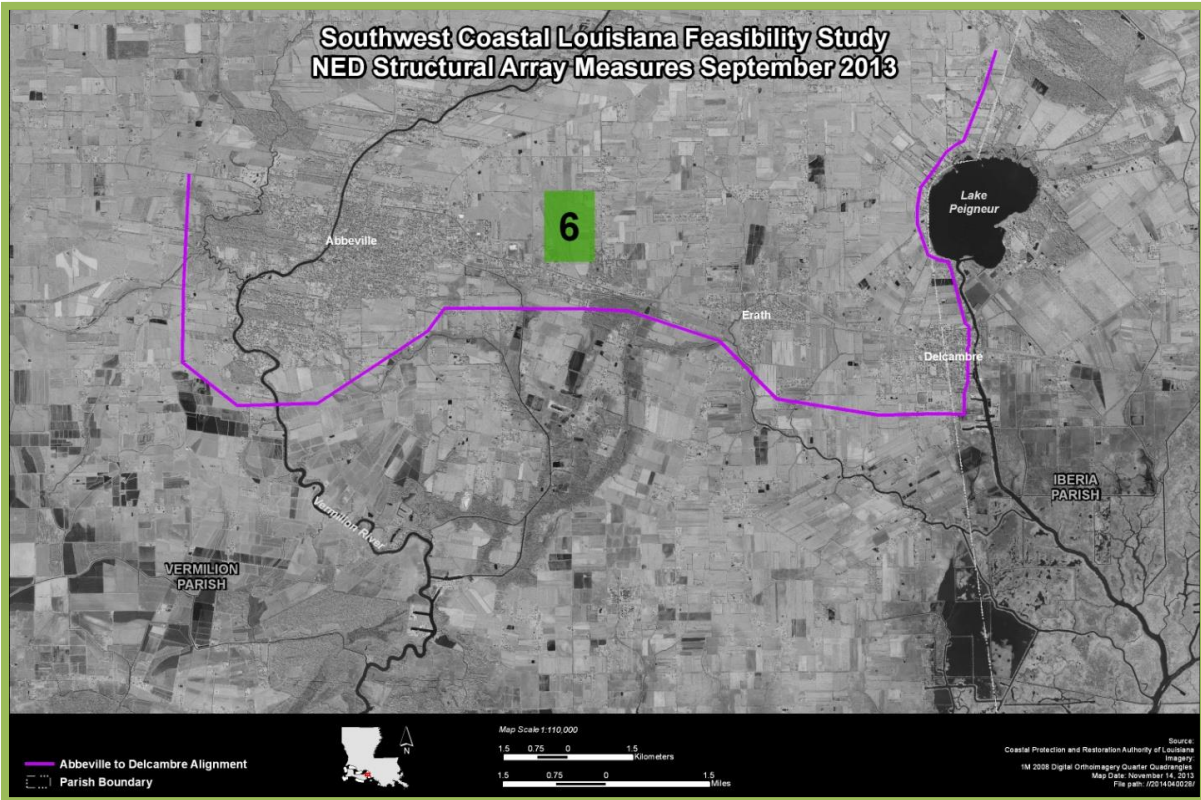 Southwest Coastal Louisiana Feasibility Study
NED Structural Array Measures September 2013
Lake
Peigneur
6
Abbeville
Erath
Delcambre
IBERIA
PARISH
Vermilion River
VERMILION
PARISH
Abbeville to Delcambre Alignment
Parish Boundary
N
Map Scale 1:110,000
1.5 0.75 0 1.5
Kilometers
1.5 0.75 0 1.5
Miles
Source:
Coastal Protection and Restoration Authority of Louisiana
Imagery:
1M 2008 Digital Orthoimagery Quarter Quadrangles
Map Date: November 14, 2013
File path: //2014040028/